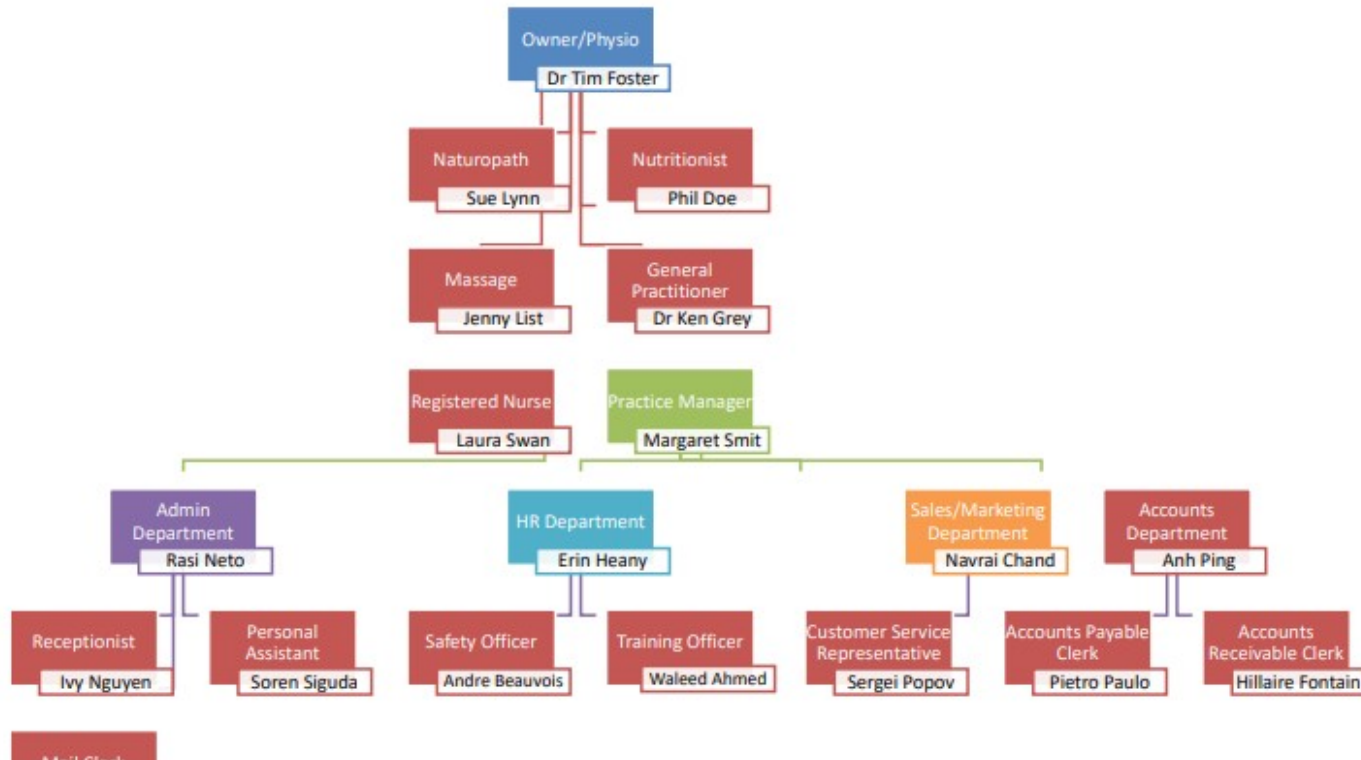 Owner/Physio
Dr Tim Foster
Naturopath
Sue Lynn
Nutritionist
Phil Doe
Massage
Jenny List
General
Practitioner
Dr Ken Grey
Registered Nurse
Laura Swan
Practice Manager
Margaret Smit
Admin
Department
Rasi Neto
HR Department
Erin Heany
Sales/Marketing
Department
Navrai Chand
Accounts
Department
Anh Ping
Receptionist
Ivy Nguyen
Personal
Assistant
Soren Siguda
Safety Officer
Andre Beauvois
Training Officer
Waleed Ahmed
Customer Service
Representative
Sergei Popov
Accounts Payable
Clerk
Pietro Paulo
Accounts
Receivable Clerk
Hillaire Fontain
Mail Clerk